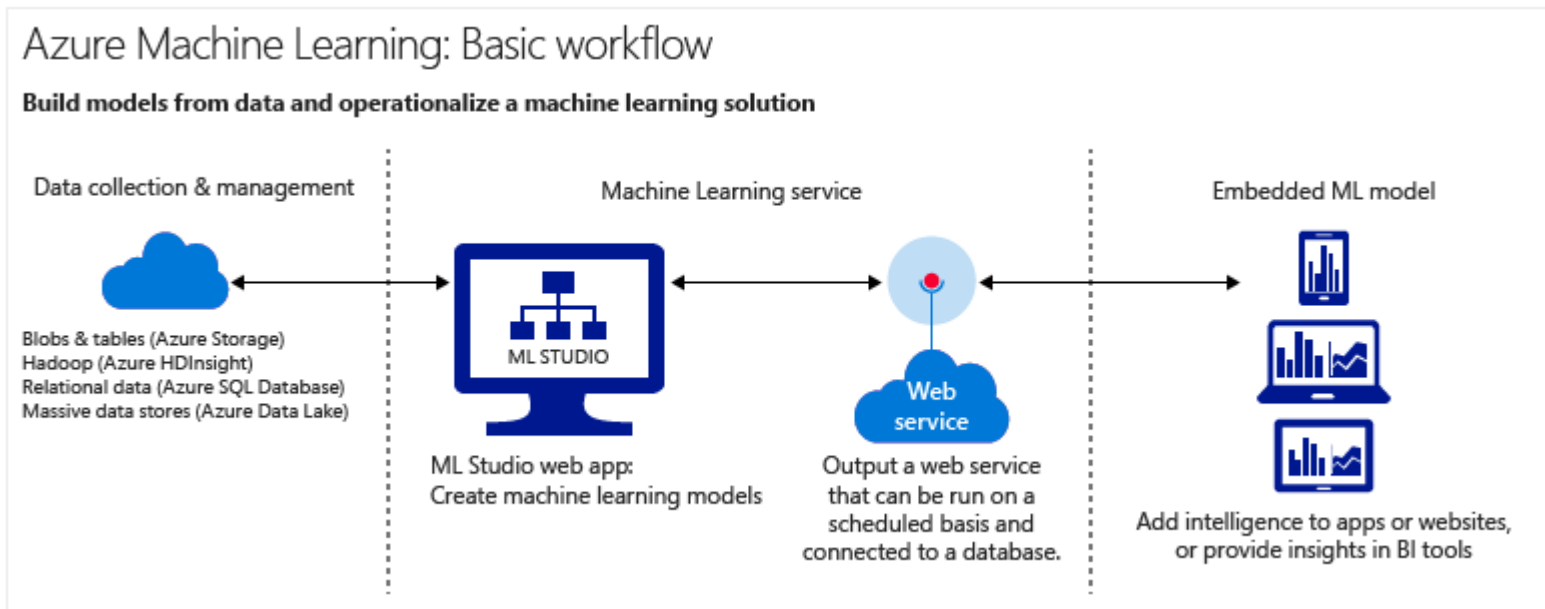 Azure Machine Learning: Basic workflow
Build models from data and operationalize a machine learning solution
Data collection & management
Blobs & tables (Azure Storage)
Hadoop (Azure HDInsight)
Relational data (Azure SQL Database)
Massive data stores (Azure Data Lake)
Machine Learning service
ML STUDIO
ML Studio web app:
Create machine learning models
Web
service
Output a web service
that can be run on a
scheduled basis and
connected to a database.
Embedded ML model
Add intelligence to apps or websites,
or provide insights in BI tools